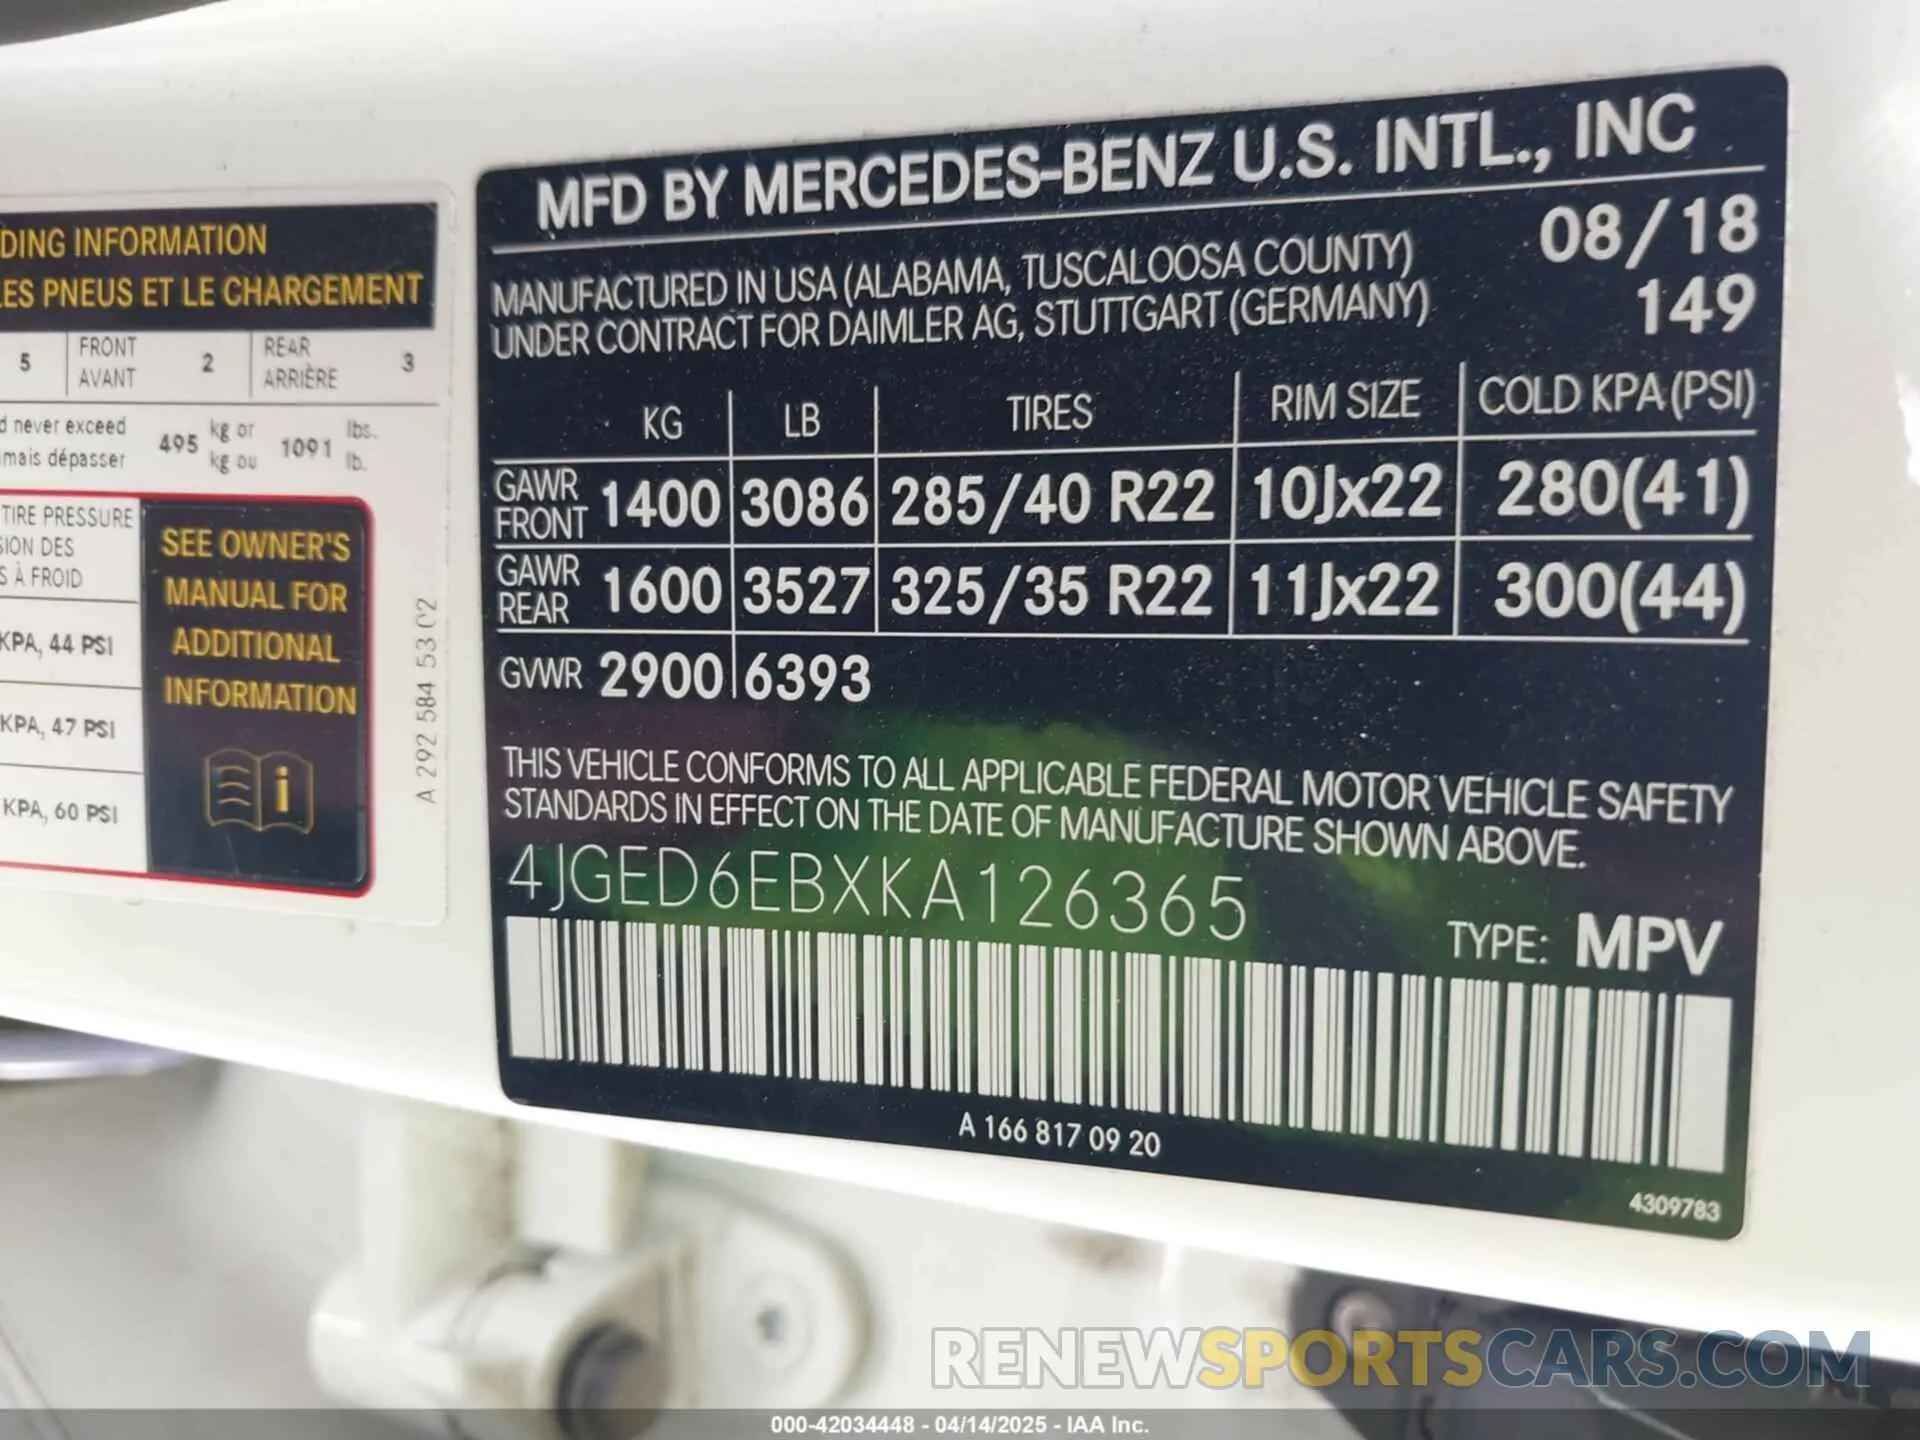 DING INFORMATION
LES PNEUS ET LE CHARGEMENT
5 FRONT AVANT 2 REAR ARRIÈRE 3
never exceed
mais dépasser
495 kg or kg ou 1091 lbs. lb.
TIRE PRESSURE
SION DES
S À FROID
KPA, 44 PSI
KPA, 47 PSI
KPA, 60 PSI
SEE OWNER'S
MANUAL FOR
ADDITIONAL
INFORMATION
i
A 292 584 53 02
MFD BY MERCEDES-BENZ U.S. INTL., INC
MANUFACTURED IN USA (ALABAMA, TUSCALOOSA COUNTY) 08/18
UNDER CONTRACT FOR DAIMLER AG, STUTTGART (GERMANY) 149
KG LB TIRES RIM SIZE COLD KPA (PSI)
GAWR FRONT 1400 3086 285/40 R22 10Jx22 280(41)
GAWR REAR 1600 3527 325/35 R22 11Jx22 300(44)
GVWR 2900 6393
THIS VEHICLE CONFORMS TO ALL APPLICABLE FEDERAL MOTOR VEHICLE SAFETY
STANDARDS IN EFFECT ON THE DATE OF MANUFACTURE SHOWN ABOVE.
4JGED6EBXKA126365
TYPE: MPV
A 166 817 09 20
4309783
RENEWSPORTSCARS.COM
000-42034448 - 04/14/2025 - IAA Inc.